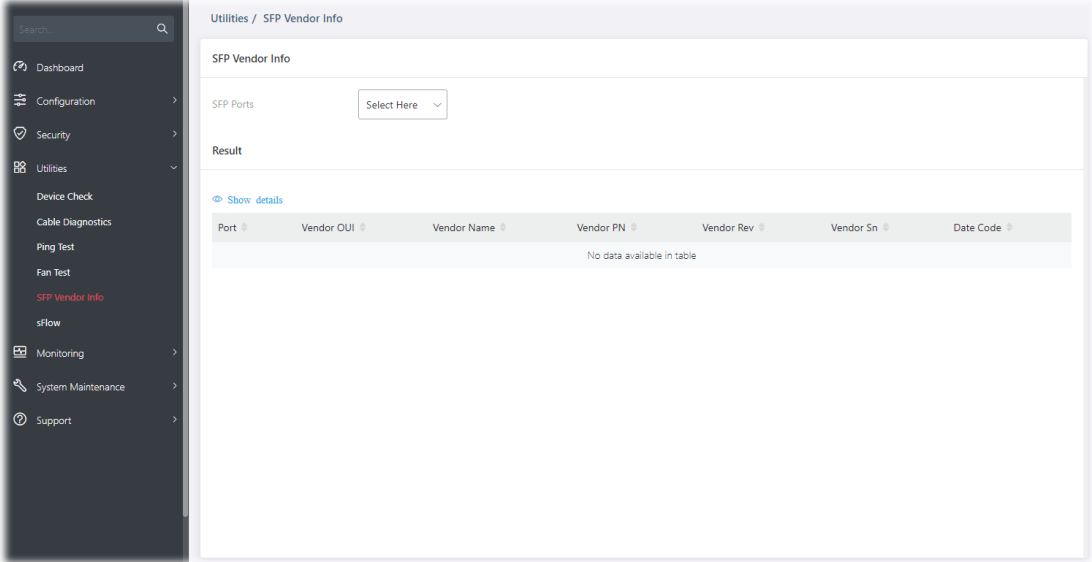 Search...
Dashboard
Configuration
Security
Utilities
Device Check
Cable Diagnostics
Ping Test
Fan Test
SFP Vendor Info
sFlow
Monitoring
System Maintenance
Support
Utilities / SFP Vendor Info
SFP Vendor Info
SFP Ports Select Here
Result
Show details
Port Vendor OUI Vendor Name Vendor PN Vendor Rev Vendor Sn Date Code
No data available in table